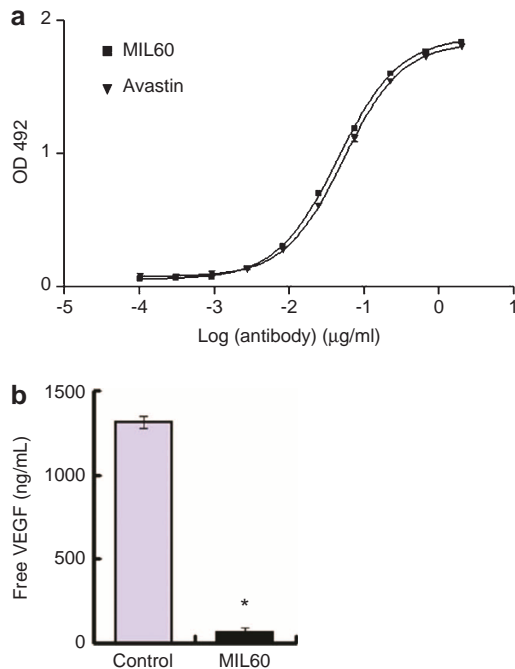 a
2
MIL60
Avastin
OD 492
1
0
-5 -4 -3 -2 -1 0 1
Log (antibody) (µg/ml)
b
1500
Free VEGF (ng/mL)
1000
500
0
*
Control MIL60